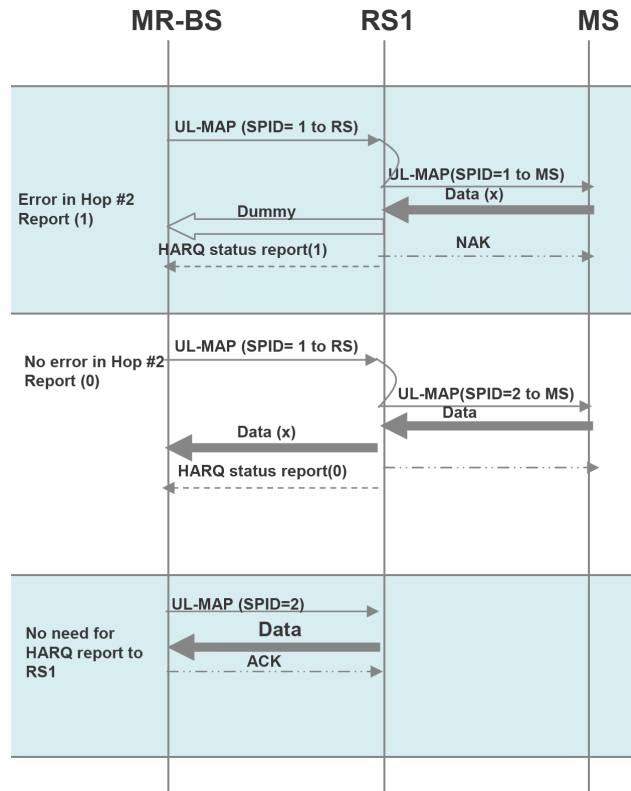 MR-BS
RS1
MS
UL-MAP (SPID= 1 to RS)
UL-MAP(SPID=1 to MS)
Error in Hop #2
Report (1)
Data (x)
Dummy
HARQ status report(1)
NAK
No error in Hop #2
Report (0)
UL-MAP (SPID= 1 to RS)
UL-MAP(SPID=2 to MS)
Data
Data (x)
HARQ status report(0)
UL-MAP (SPID=2)
No need for
HARQ report to
RS1
Data
ACK